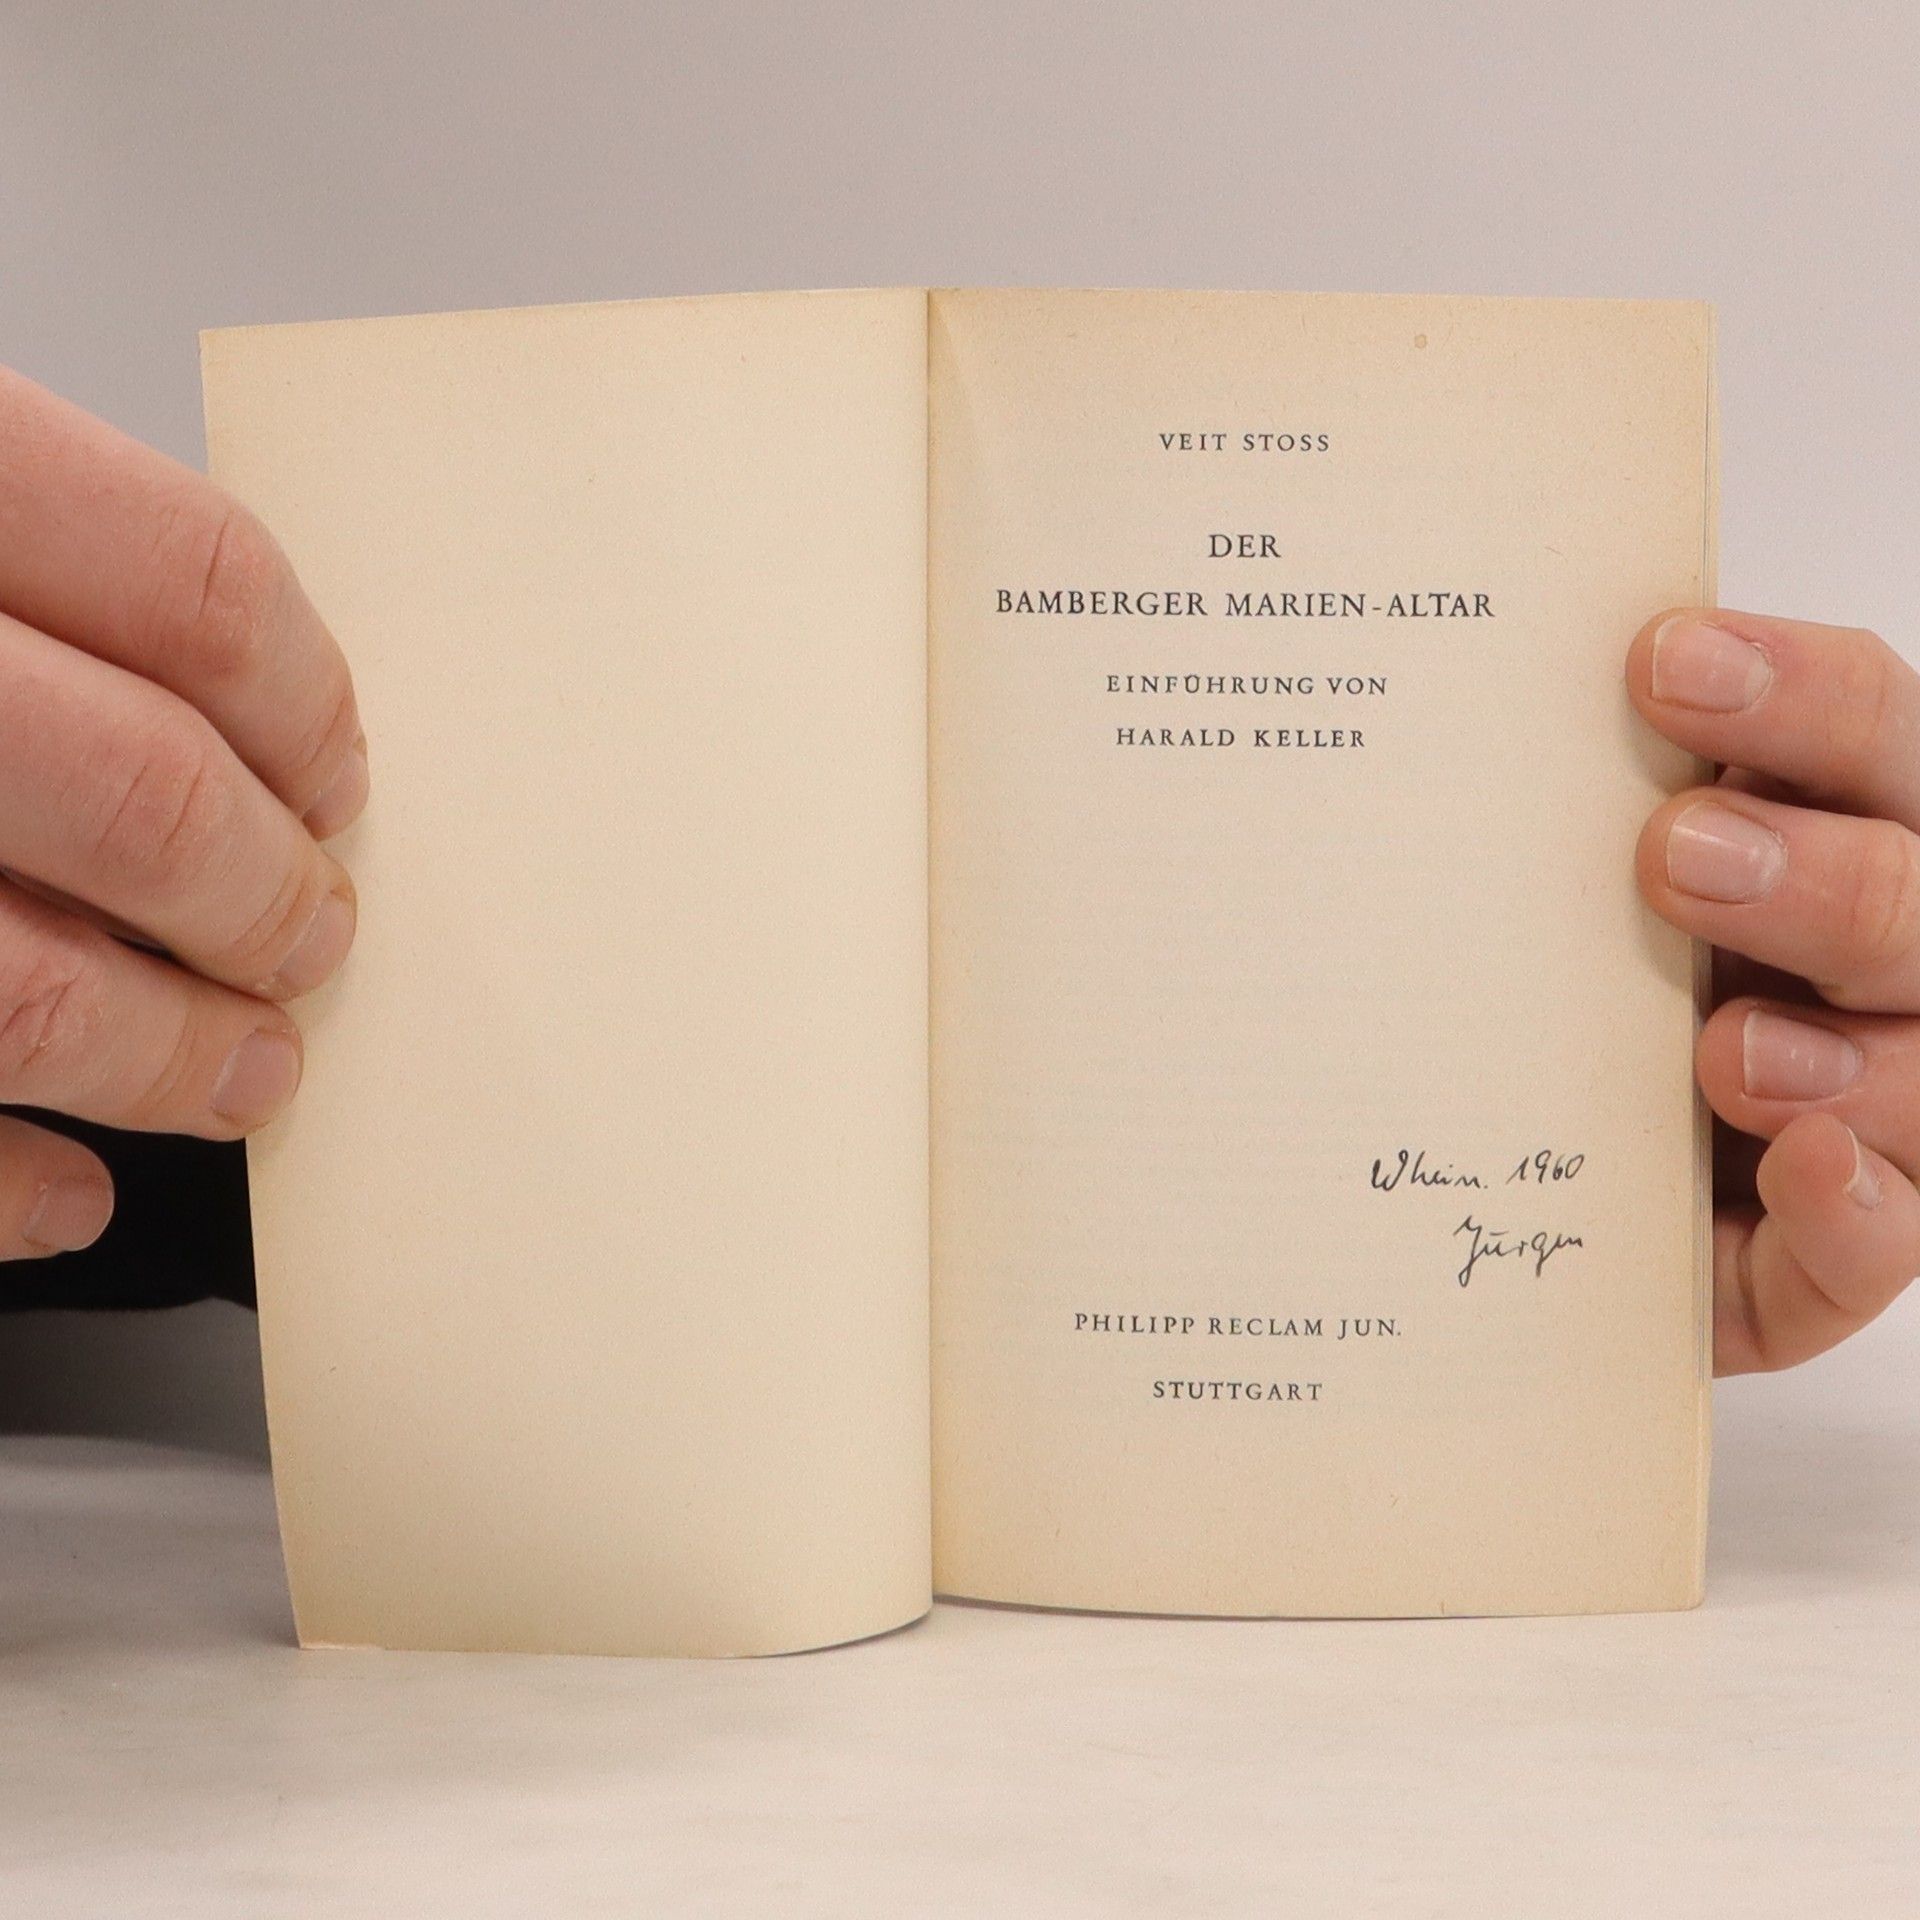 VEIT STOSS
DER
BAMBERGER MARIEN-ALTAR
EINFÜHRUNG VON
HARALD KELLER
1960
Jürgen
PHILIPP RECLAM JUN.
STUTTGART